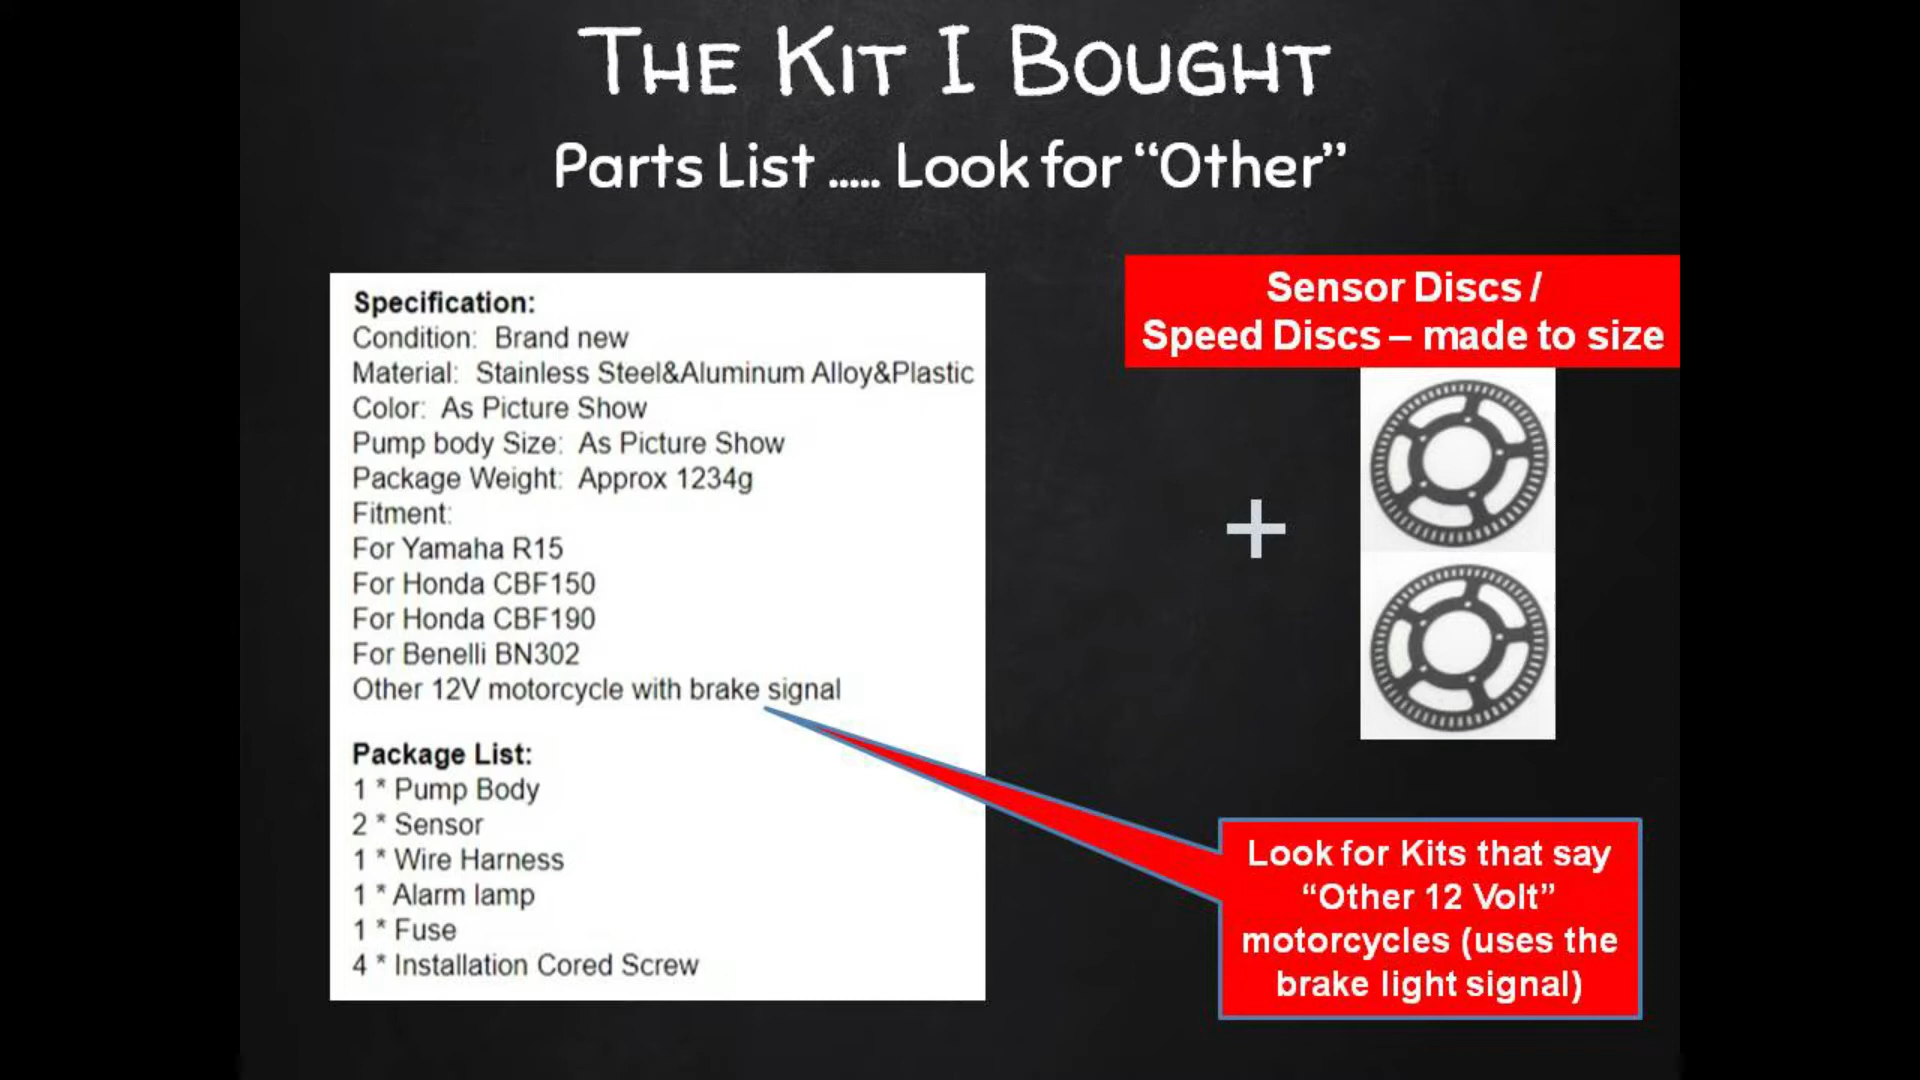 THE KIT I BOUGHT
Parts List ..... Look for “Other”
Specification:
Condition: Brand new
Material: Stainless Steel&Aluminum Alloy&Plastic
Color: As Picture Show
Pump body Size: As Picture Show
Package Weight: Approx 1234g
Fitment:
For Yamaha R15
For Honda CBF150
For Honda CBF190
For Benelli BN302
Other 12V motorcycle with brake signal
Package List:
1 * Pump Body
2 * Sensor
1 * Wire Harness
1 * Alarm lamp
1 * Fuse
4 * Installation Cored Screw
Sensor Discs /
Speed Discs – made to size
+
Look for Kits that say
“Other 12 Volt”
motorcycles (uses the
brake light signal)